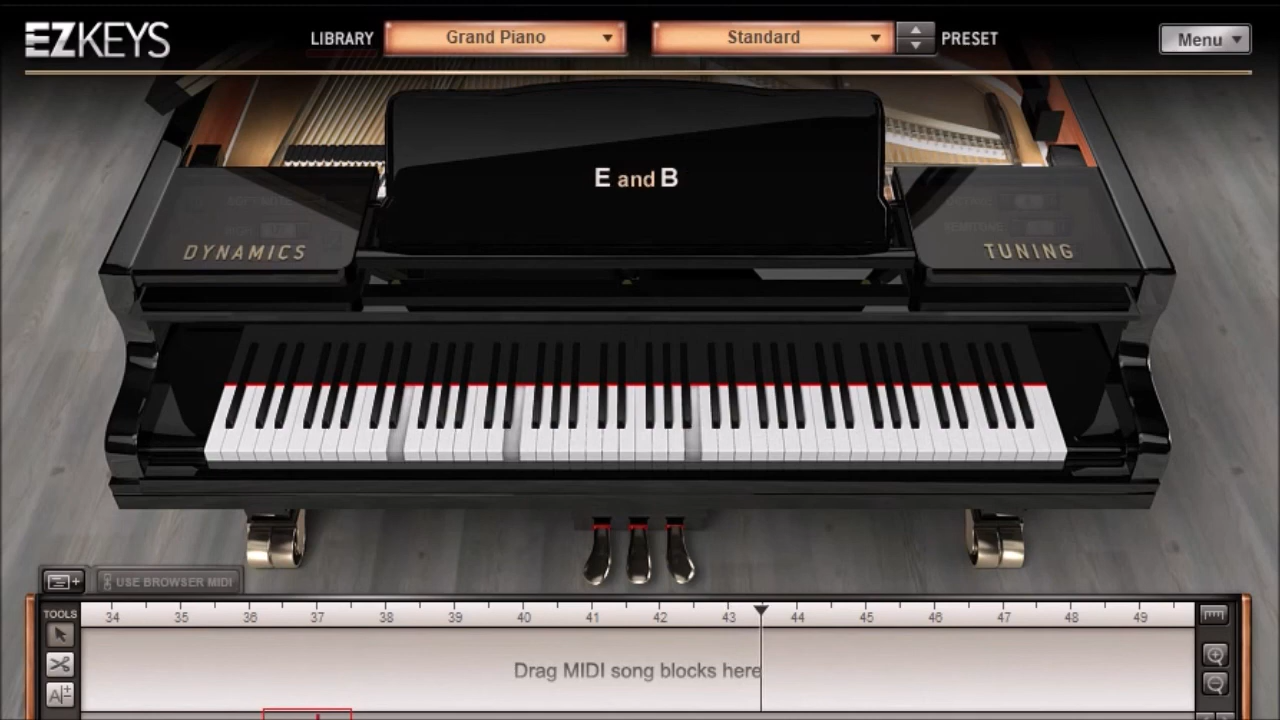 EZKEYS
LIBRARY Grand Piano Standard PRESET Menu
E and B
DYNAMICS TUNING
USE BROWSER MIDI
TOOLS 34 35 36 37 38 39 40 41 42 43 44 45 46 47 48 49
Drag MIDI song blocks here
A